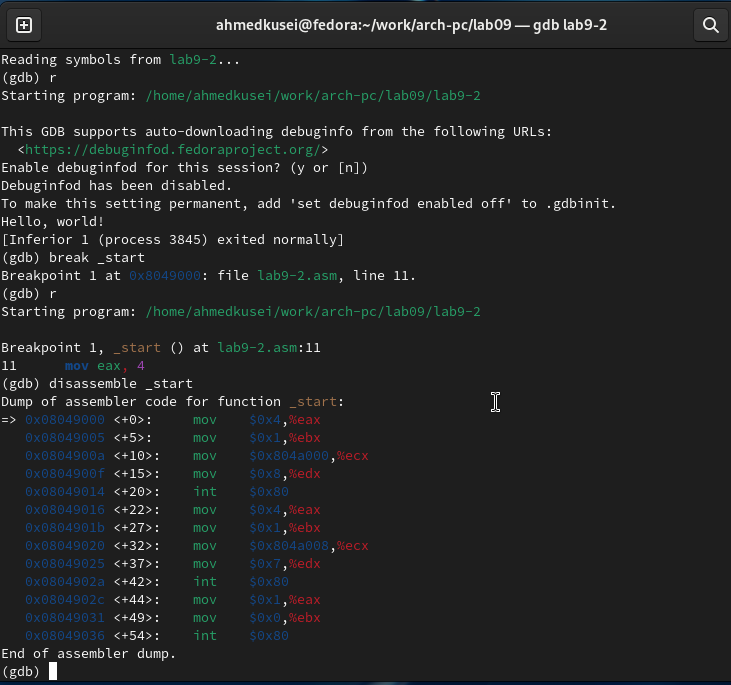 ahmedkusei@fedora:~/work/arch-pc/lab09 — gdb lab9-2
Reading symbols from lab9-2...
(gdb) r
Starting program: /home/ahmedkusei/work/arch-pc/lab09/lab9-2

This GDB supports auto-downloading debuginfo from the following URLs:
  <https://debuginfod.fedoraproject.org/>
Enable debuginfod for this session? (y or [n])
Debuginfod has been disabled.
To make this setting permanent, add 'set debuginfod enabled off' to .gdbinit.
Hello, world!
[Inferior 1 (process 3845) exited normally]
(gdb) break _start
Breakpoint 1 at 0x8049000: file lab9-2.asm, line 11.
(gdb) r
Starting program: /home/ahmedkusei/work/arch-pc/lab09/lab9-2

Breakpoint 1, _start () at lab9-2.asm:11
11      mov eax, 4
(gdb) disassemble _start
Dump of assembler code for function _start:
=> 0x08049000 <+0>:     mov    $0x4,%eax
   0x08049005 <+5>:     mov    $0x1,%ebx
   0x0804900a <+10>:    mov    $0x804a000,%ecx
   0x0804900f <+15>:    mov    $0x8,%edx
   0x08049014 <+20>:    int    $0x80
   0x08049016 <+22>:    mov    $0x4,%eax
   0x0804901b <+27>:    mov    $0x1,%ebx
   0x08049020 <+32>:    mov    $0x804a008,%ecx
   0x08049025 <+37>:    mov    $0x7,%edx
   0x0804902a <+42>:    int    $0x80
   0x0804902c <+44>:    mov    $0x1,%eax
   0x08049031 <+49>:    mov    $0x0,%ebx
   0x08049036 <+54>:    int    $0x80
End of assembler dump.
(gdb)